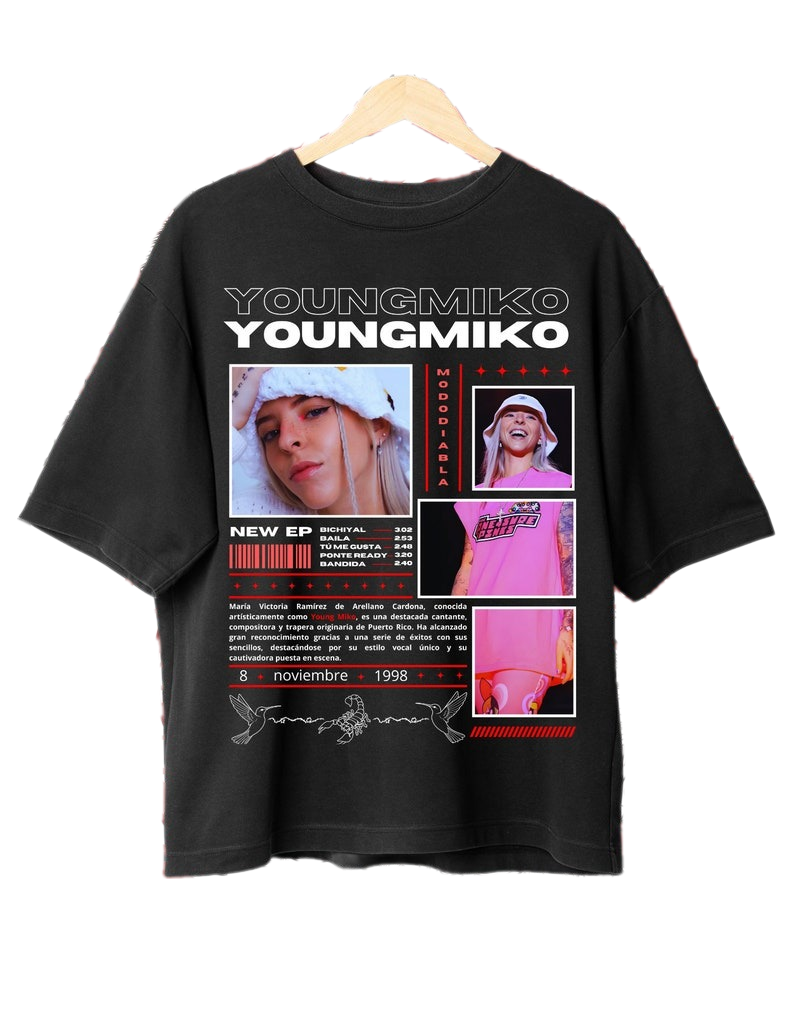 YOUNGMIKO
YOUNGMIKO
MODODIABLA
NEW EP
BICHIYAL 3:02
BAILA 2:53
TÚ ME GUSTA 2:48
PONTE READY 3:20
BANDIDA 2:40
María Victoria Ramírez de Arellano Cardona, conocida
artísticamente como Young Miko, es una destacada cantante,
compositora y trapera originaria de Puerto Rico. Ha alcanzado
gran reconocimiento gracias a una serie de éxitos con sus
sencillos, destacándose por su estilo vocal único y su
cautivadora puesta en escena.
8 noviembre 1998